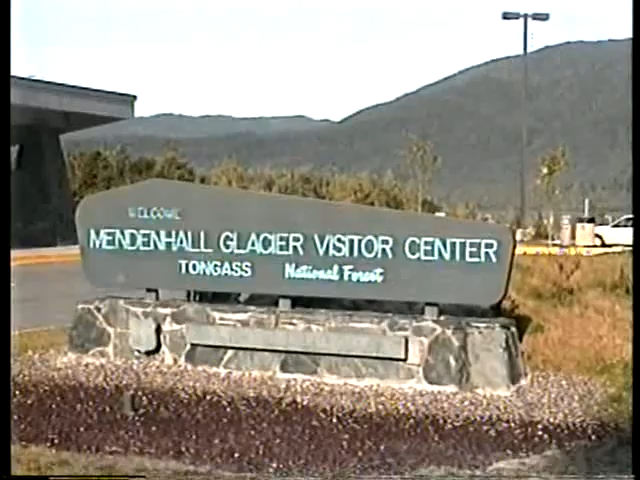 WELCOME
MENDENHALL GLACIER VISITOR CENTER
TONGASS National Forest